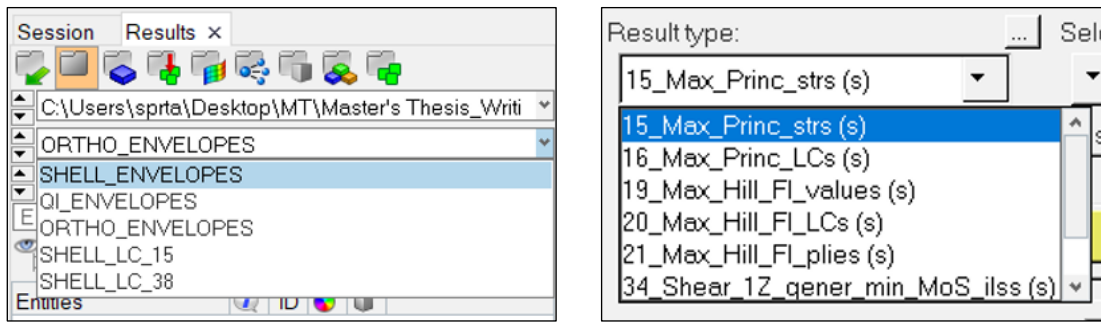 Session Results ×
C:\Users\sprta\Desktop\MT\Master's Thesis_Writi
ORTHO_ENVELOPES
SHELL_ENVELOPES
QI_ENVELOPES
ORTHO_ENVELOPES
SHELL_LC_15
SHELL_LC_38
E
Entities ID
Result type: ... Sele
15_Max_Princ_strs (s)
15_Max_Princ_strs (s)
16_Max_Princ_LCs (s)
19_Max_Hill_FI_values (s)
20_Max_Hill_FI_LCs (s)
21_Max_Hill_FI_plies (s)
34_Shear_1Z_qener_min_MoS_ilss (s)